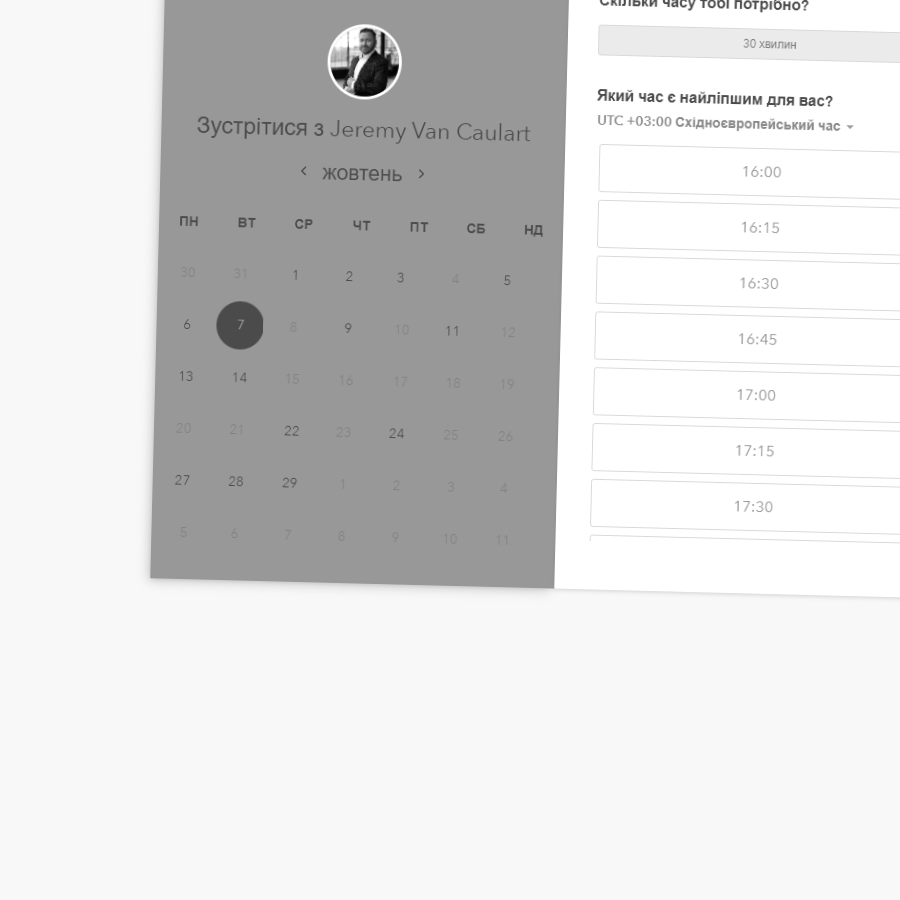 Зустрітися з Jeremy Van Caulart
жовтень
ПН ВТ СР ЧТ ПТ СБ НД
30 31 1 2 3 4 5
6 7 8 9 10 11 12
13 14 15 16 17 18 19
20 21 22 23 24 25 26
27 28 29 1 2 3 4
5 6 7 8 9 10 11
Скільки часу тобі потрібно?
30 хвилин
Який час є найліпшим для вас?
UTC +03:00 Східноєвропейський час
16:00
16:15
16:30
16:45
17:00
17:15
17:30